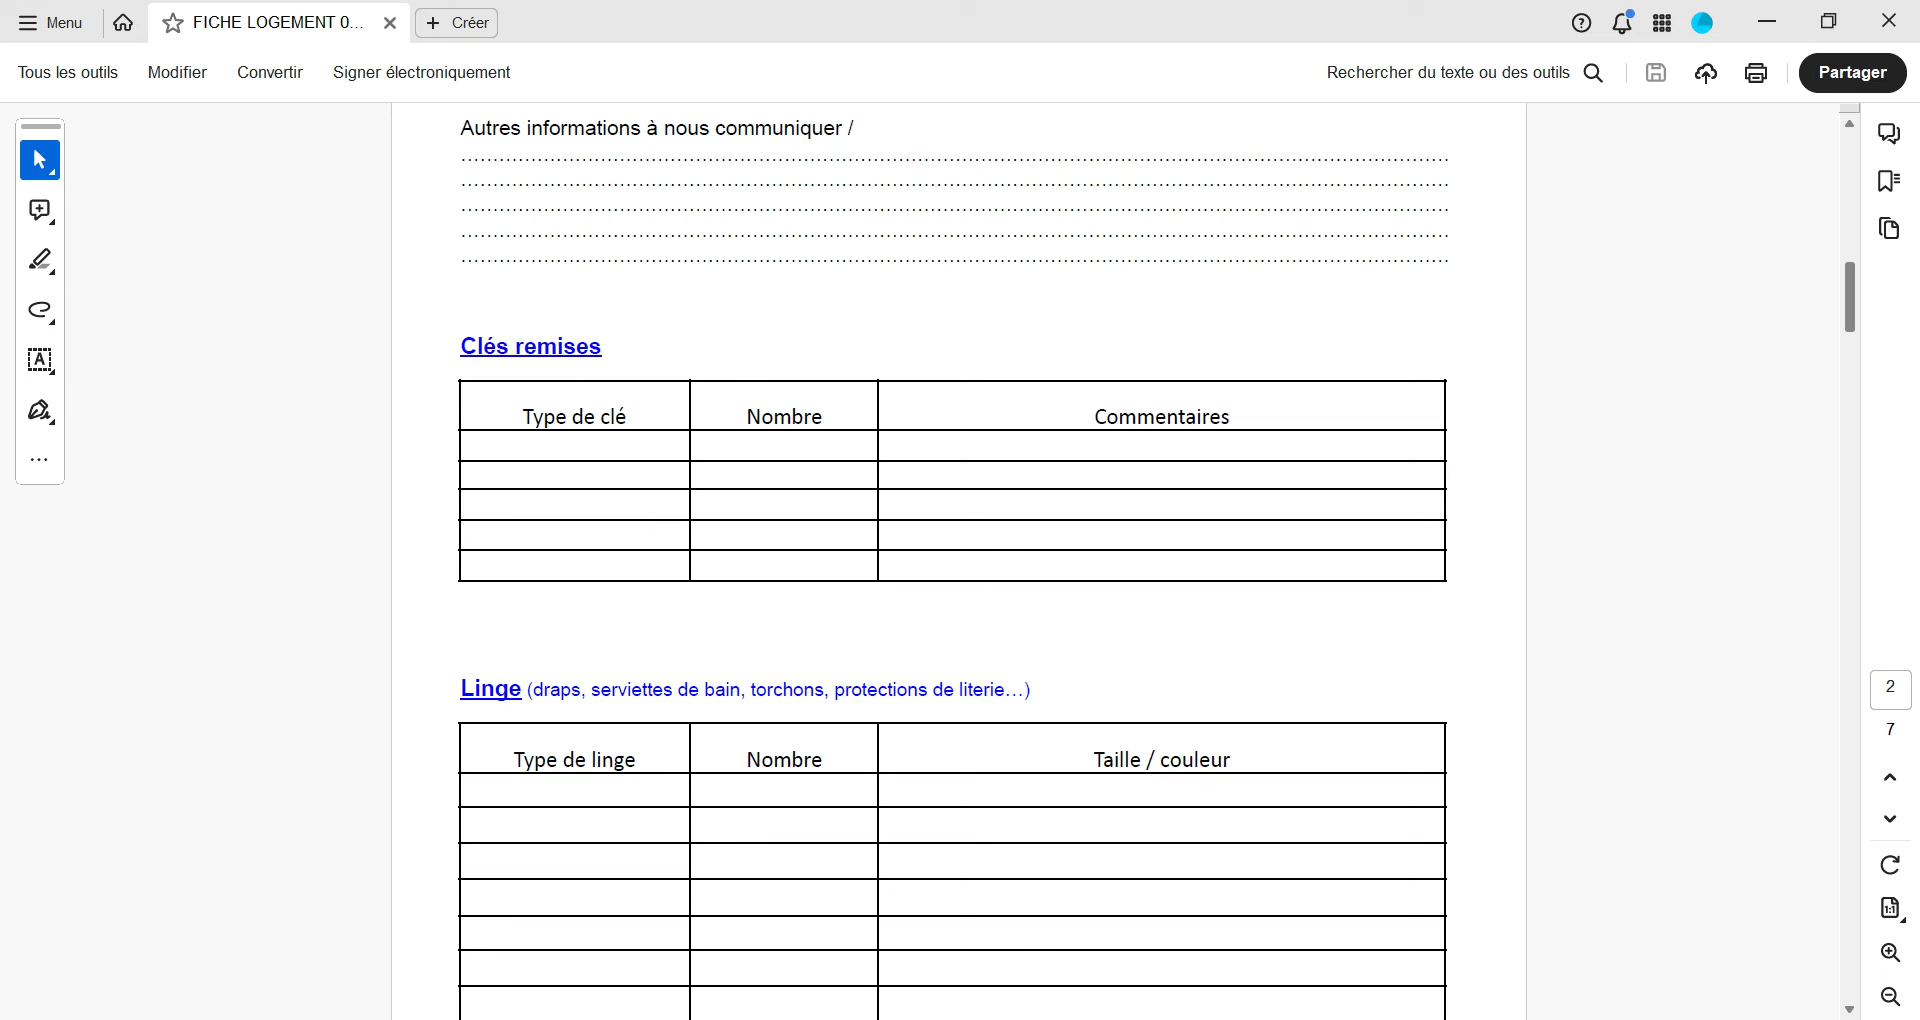 Menu
FICHE LOGEMENT 0...
Créer
Tous les outils
Modifier
Convertir
Signer électroniquement
Rechercher du texte ou des outils
Partager
Autres informations à nous communiquer /
Clés remises
Type de clé
Nombre
Commentaires
Linge (draps, serviettes de bain, torchons, protections de literie…)
Type de linge
Nombre
Taille / couleur
2
7